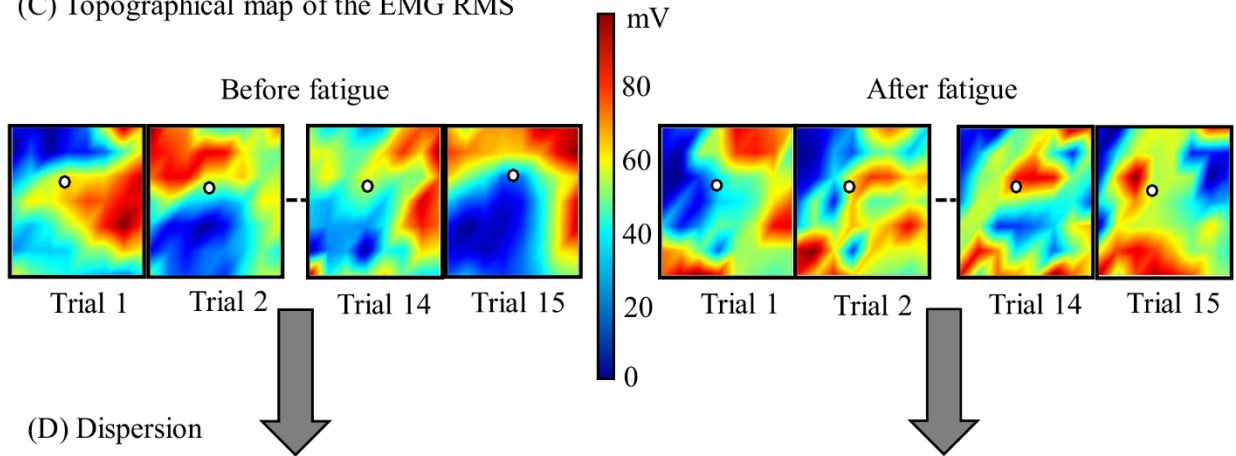 (C) Topographical map of the EMG RMS
mV
Before fatigue
80
After fatigue
60
40
20
0
Trial 1
Trial 2
Trial 14
Trial 15
Trial 1
Trial 2
Trial 14
Trial 15
(D) Dispersion